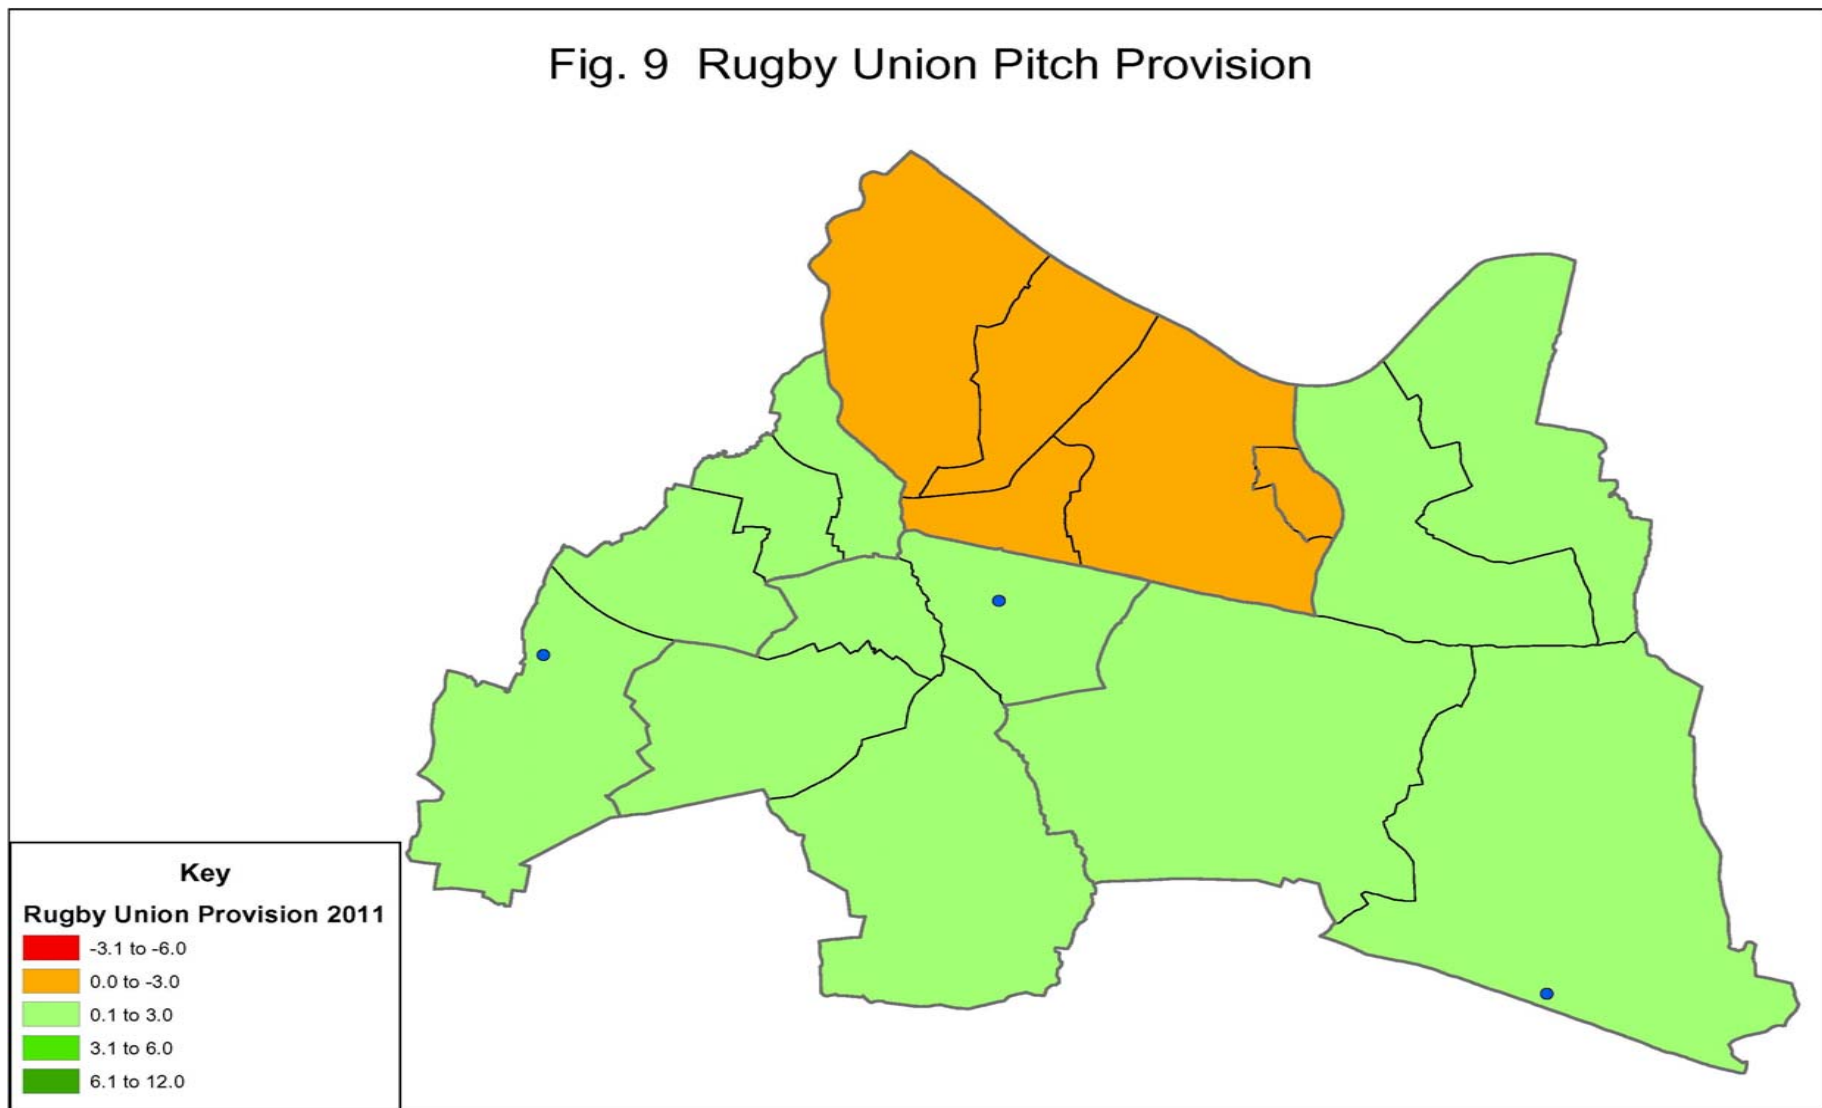 Fig. 9 Rugby Union Pitch Provision
Key
Rugby Union Provision 2011
-3.1 to -6.0
0.0 to -3.0
0.1 to 3.0
3.1 to 6.0
6.1 to 12.0